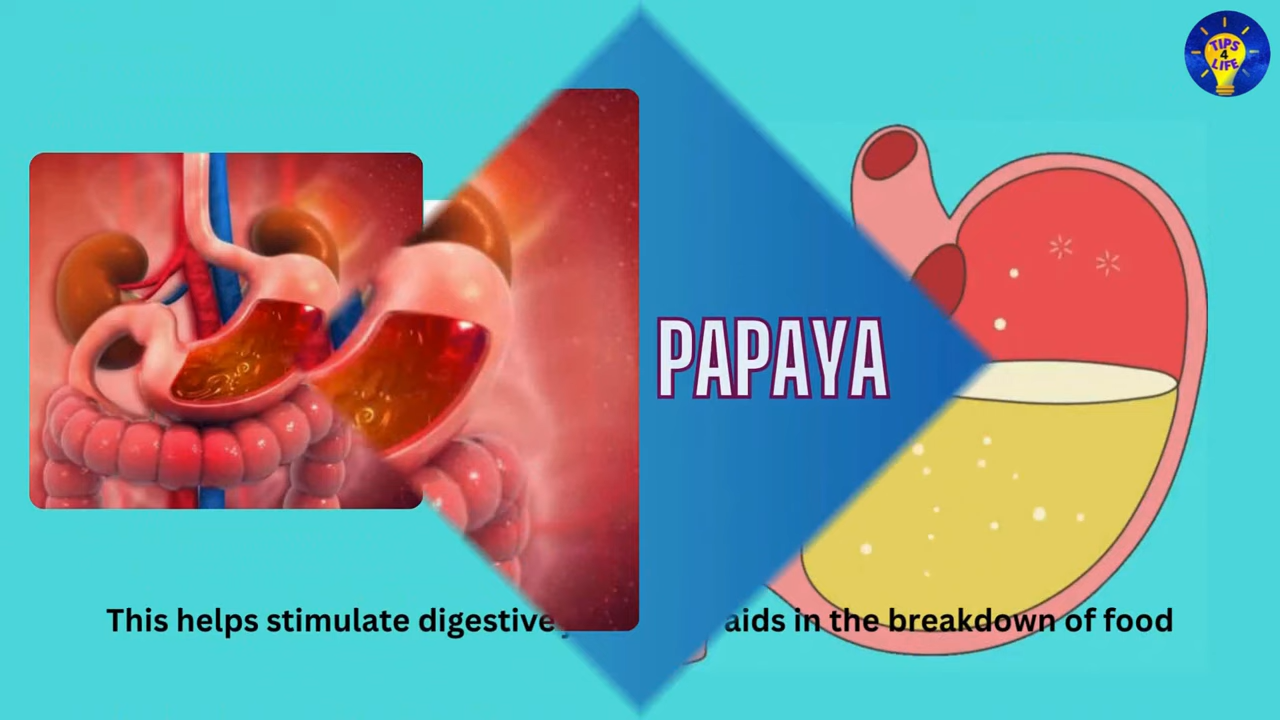 TIPS
4
LIFE
PAPAYA
This helps stimulate digestive aids in the breakdown of food